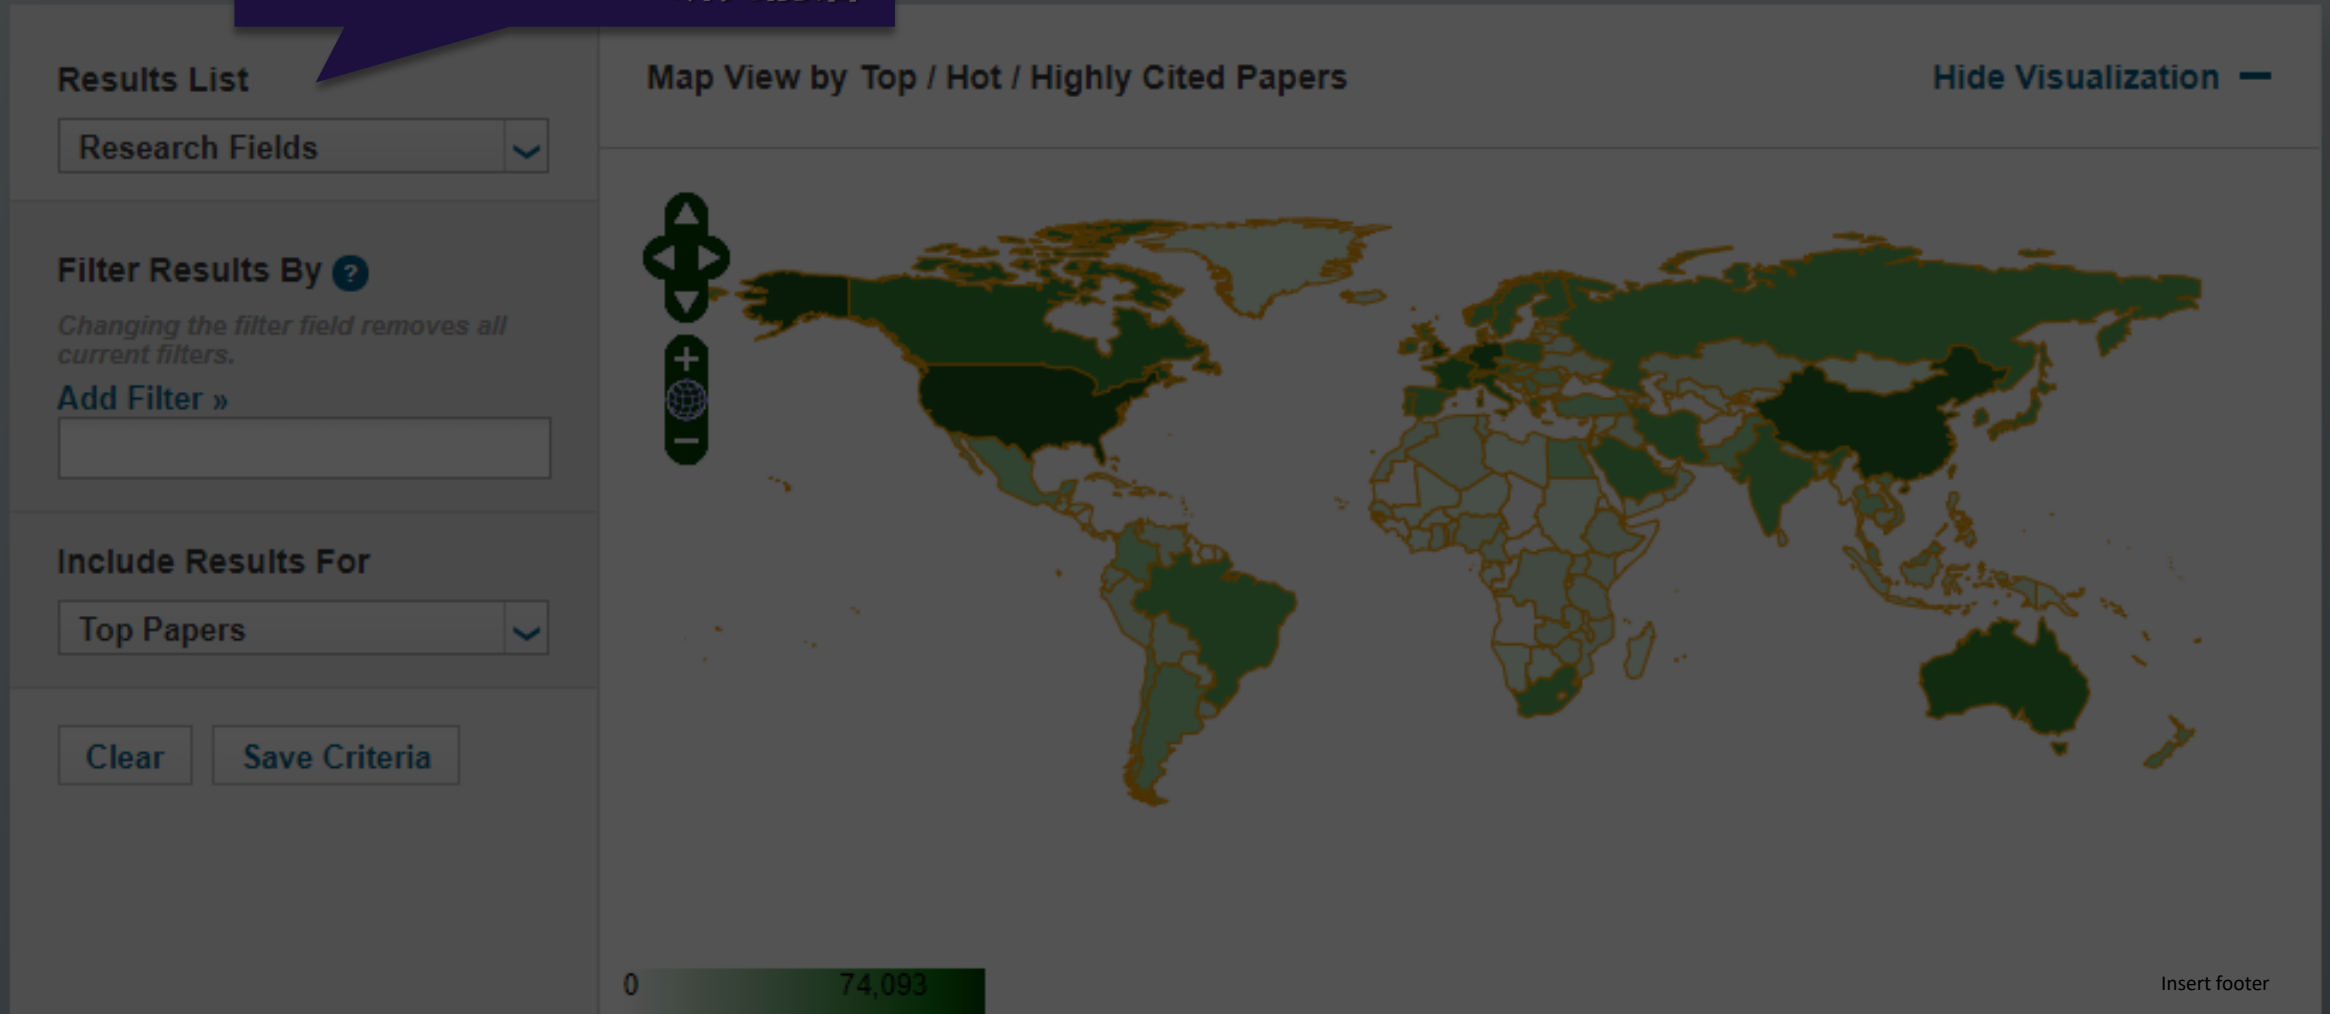 Results List
Research Fields
Filter Results By ?
Changing the filter field removes all
current filters.
Add Filter »
Include Results For
Top Papers
Clear Save Criteria
Map View by Top / Hot / Highly Cited Papers
Hide Visualization
0 74,093
Insert footer